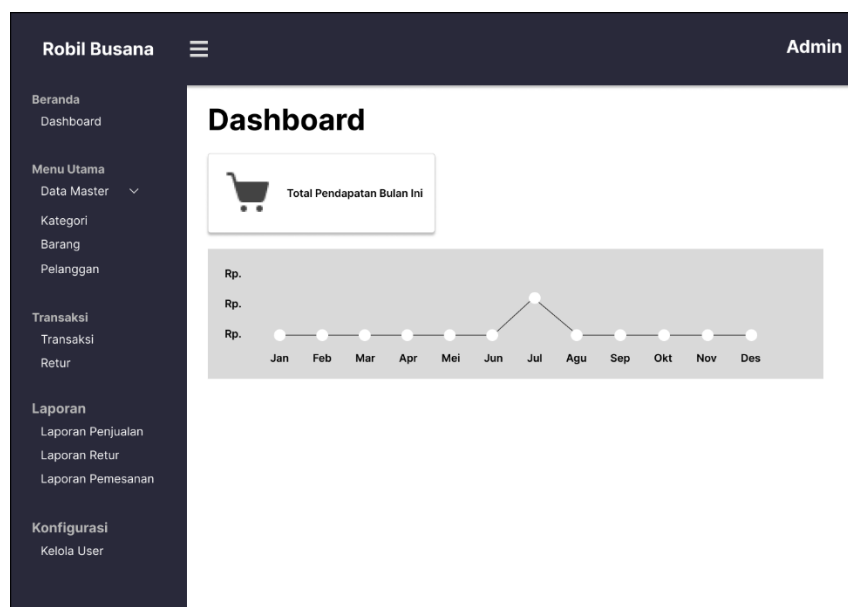 Robil Busana
Admin
Beranda
Dashboard
Menu Utama
Data Master
Kategori
Barang
Pelanggan
Transaksi
Transaksi
Retur
Laporan
Laporan Penjualan
Laporan Retur
Laporan Pemesanan
Konfigurasi
Kelola User
Dashboard
Total Pendapatan Bulan Ini
Rp.
Rp.
Rp.
Jan Feb Mar Apr Mei Jun Jul Agu Sep Okt Nov Des